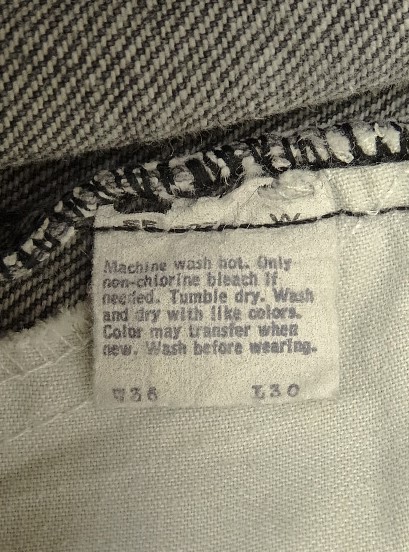 W
Machine wash hot. Only
non-chlorine bleach if
needed. Tumble dry. Wash
and dry with like colors.
Color may transfer when
new. Wash before wearing.
W36 L30